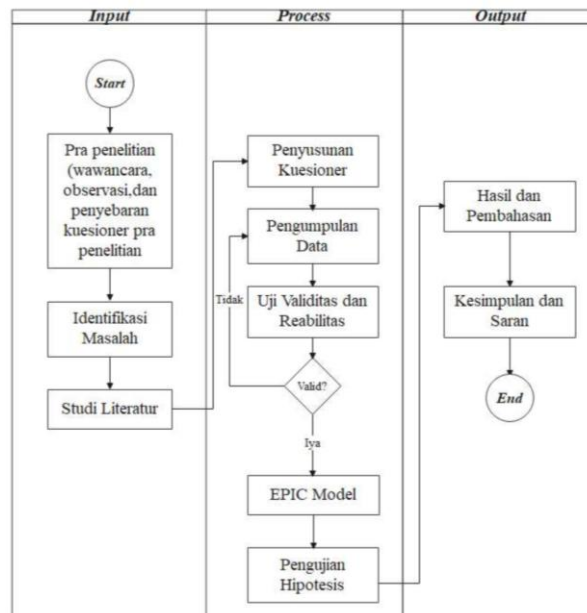 Input
Process
Output
Start
Pra penelitian
(wawancara,
observasi,dan
penyebaran
kuesioner pra
penelitian
Identifikasi
Masalah
Studi Literatur
Penyusunan
Kuesioner
Pengumpulan
Data
Tidak
Uji Validitas dan
Reabilitas
Valid?
Iya
EPIC Model
Pengujian
Hipotesis
Hasil dan
Pembahasan
Kesimpulan dan
Saran
End